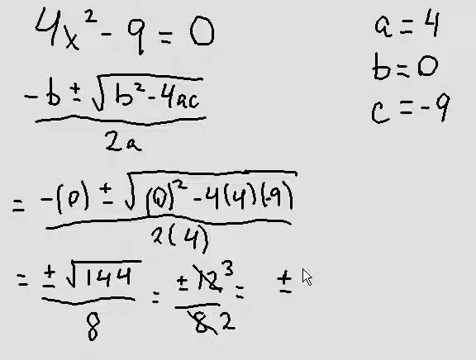 4x² - 9 = 0
a = 4
b = 0
c = -9
-b ± √(b² - 4ac)
2a
= -(0) ± √((0)² - 4(4)(-9))
2(4)
= ± √144 / 8 = ± 12 3 / 8 2 = ±